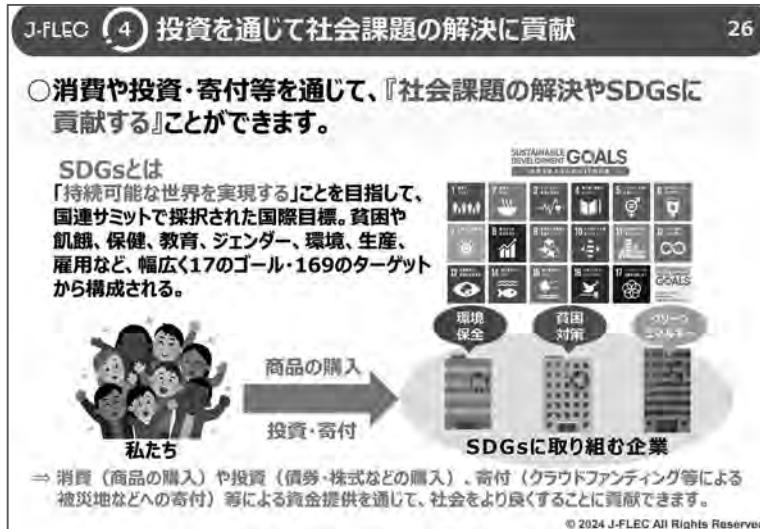 J-FLEC 4 投資を通じて社会課題の解決に貢献 26
○消費や投資・寄付等を通じて、『社会課題の解決やSDGsに
貢献する』ことができます。
SDGsとは
「持続可能な世界を実現する」ことを目指して、
国連サミットで採択された国際目標。貧困や
飢餓、保健、教育、ジェンダー、環境、生産、
雇用など、幅広く17のゴール・169のターゲット
から構成される。
SUSTAINABLE DEVELOPMENT GOALS
環境
保全
貧困
対策
クリーン
エネルギー
商品の購入
投資・寄付
私たち
SDGsに取り組む企業
⇒ 消費（商品の購入）や投資（債券・株式などの購入）、寄付（クラウドファンディング等による
被災地などへの寄付）等による資金提供を通じて、社会をより良くすることに貢献できます。
© 2024 J-FLEC All Rights Reserved